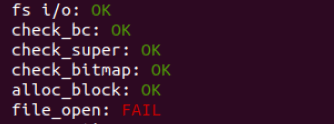 fs i/o: OK
check_bc: OK
check_super: OK
check_bitmap: OK
alloc_block: OK
file_open: FAIL